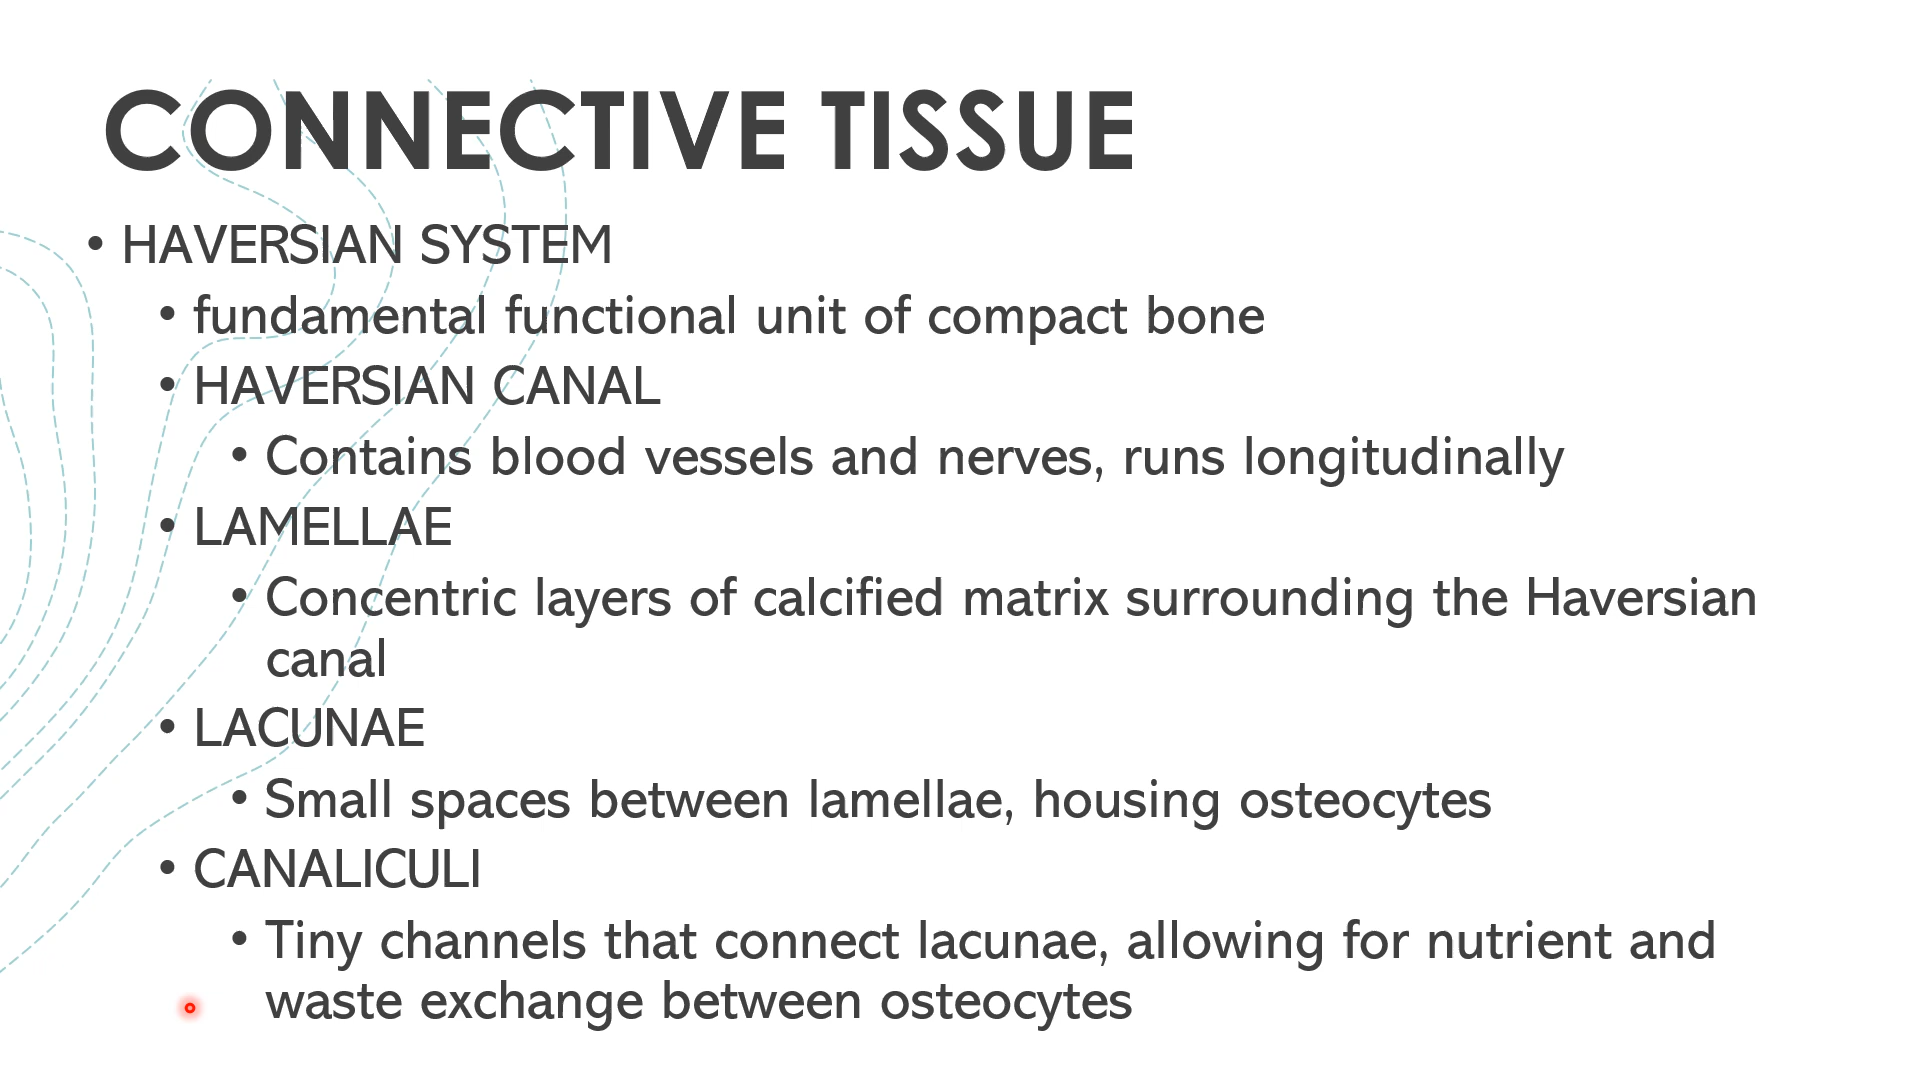 CONNECTIVE TISSUE
• HAVERSIAN SYSTEM
• fundamental functional unit of compact bone
• HAVERSIAN CANAL
• Contains blood vessels and nerves, runs longitudinally
• LAMELLAE
• Concentric layers of calcified matrix surrounding the Haversian
canal
• LACUNAE
• Small spaces between lamellae, housing osteocytes
• CANALICULI
• Tiny channels that connect lacunae, allowing for nutrient and
waste exchange between osteocytes